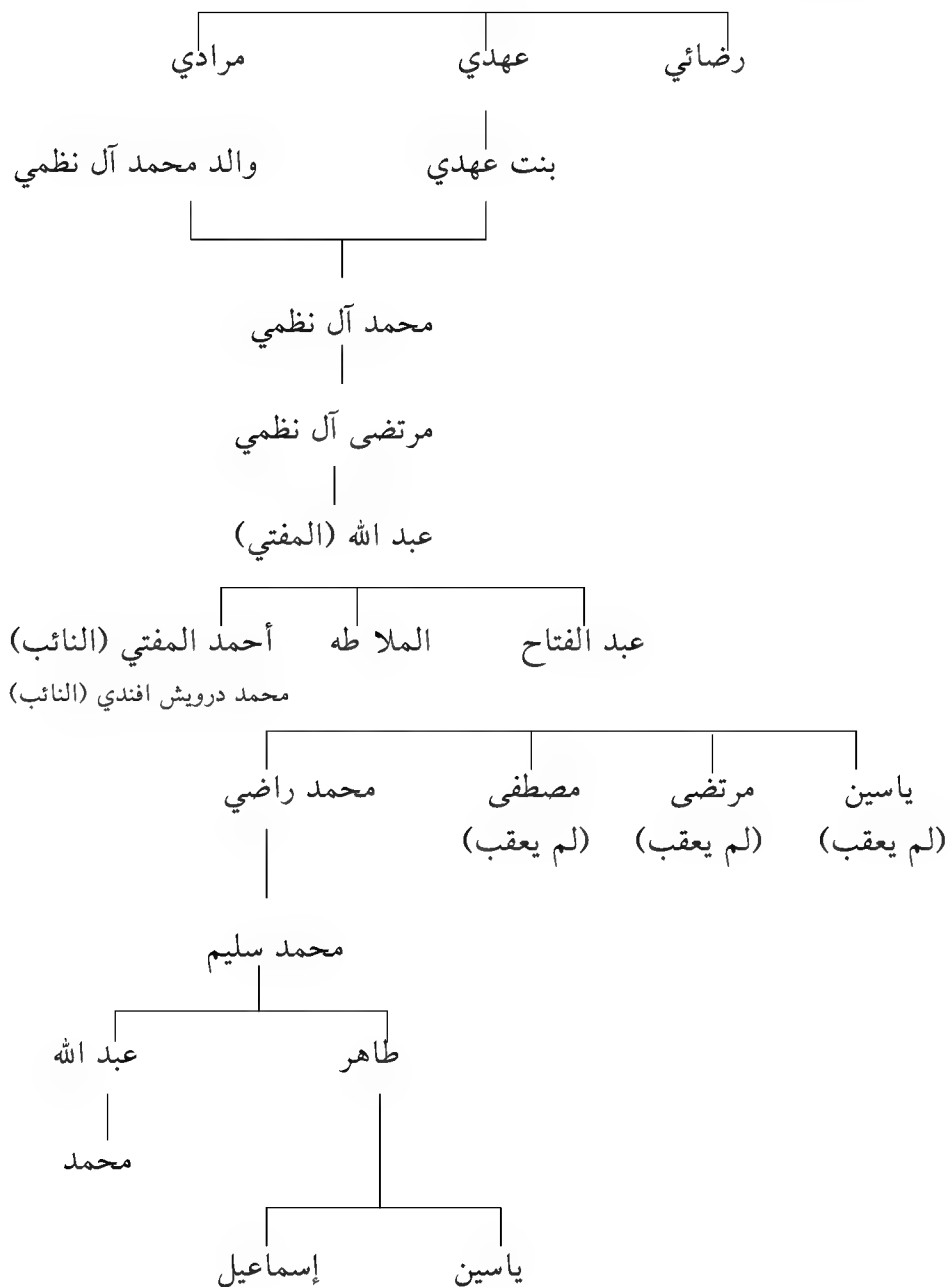 رضائي عهدي مرادي
بنت عهدي والد محمد آل نظمي
محمد آل نظمي
مرتضى آل نظمي
عبد الله (المفتي)
عبد الفتاح الملا طه أحمد المفتي (النائب)
محمد درويش افندي (النائب)
ياسين مرتضى مصطفى محمد راضي
(لم يعقب) (لم يعقب) (لم يعقب)
محمد سليم
طاهر عبد الله
محمد
ياسين إسماعيل